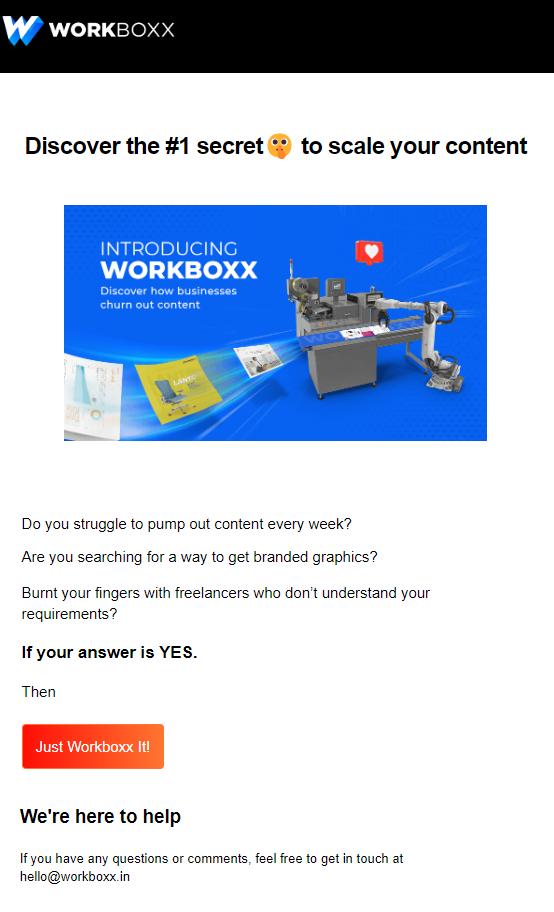 WORKBOXX
Discover the #1 secret🤫 to scale your content
INTRODUCING
WORKBOXX
Discover how businesses
churn out content
Do you struggle to pump out content every week?
Are you searching for a way to get branded graphics?
Burnt your fingers with freelancers who don’t understand your
requirements?
If your answer is YES.
Then
Just Workboxx It!
We're here to help
If you have any questions or comments, feel free to get in touch at
hello@workboxx.in